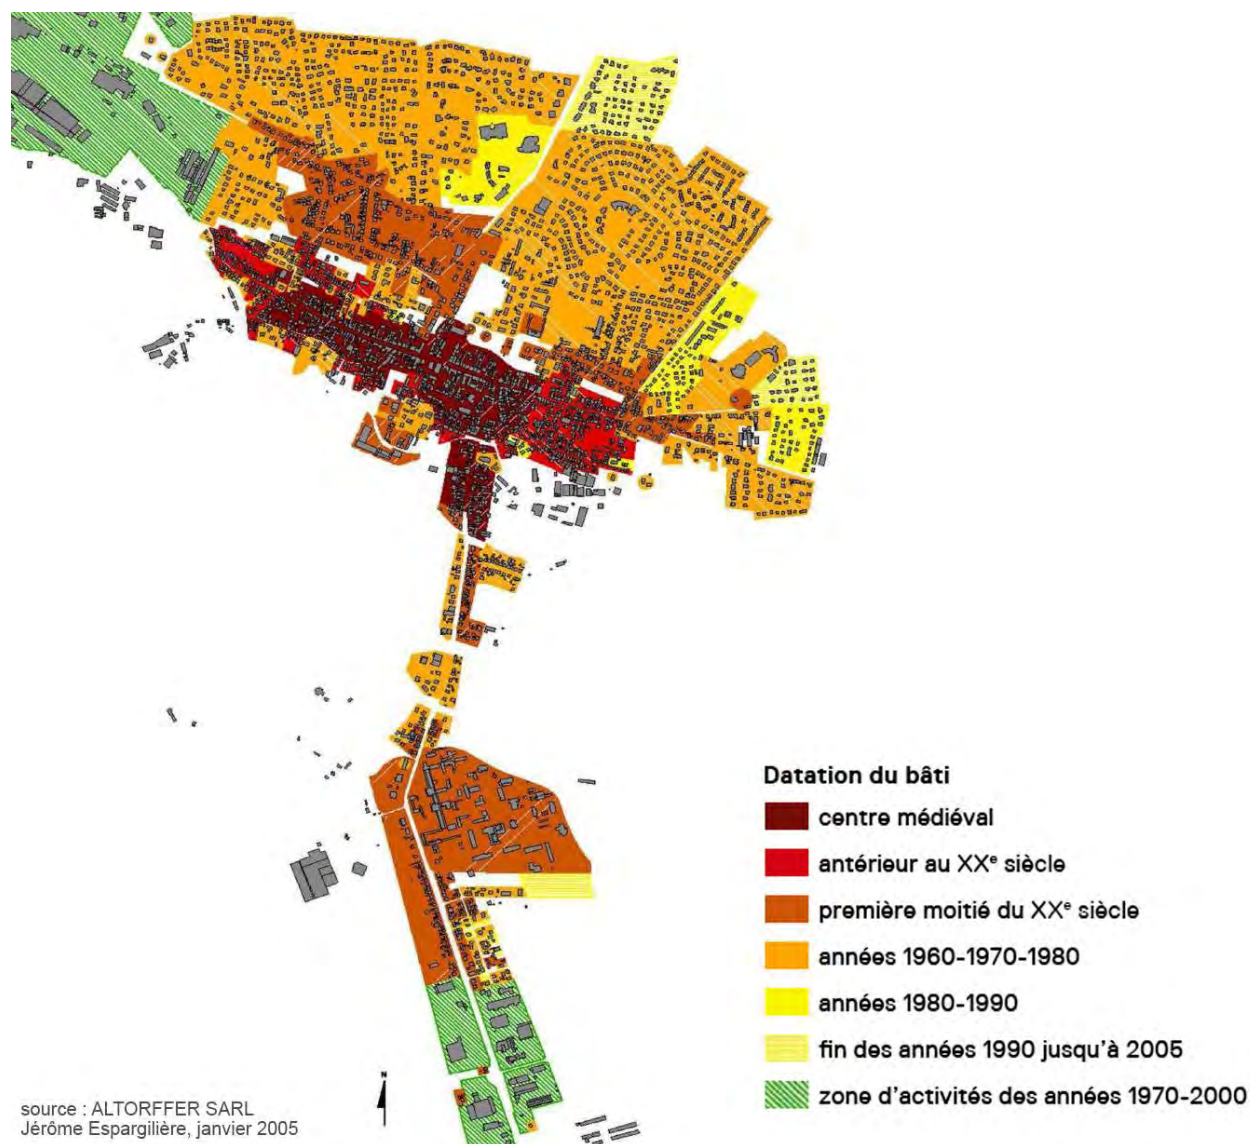 Datation du bâti
centre médiéval
antérieur au XXe siècle
première moitié du XXe siècle
années 1960-1970-1980
années 1980-1990
fin des années 1990 jusqu'à 2005
zone d'activités des années 1970-2000
N
source : ALTORFFER SARL
Jérôme Espargilière, janvier 2005